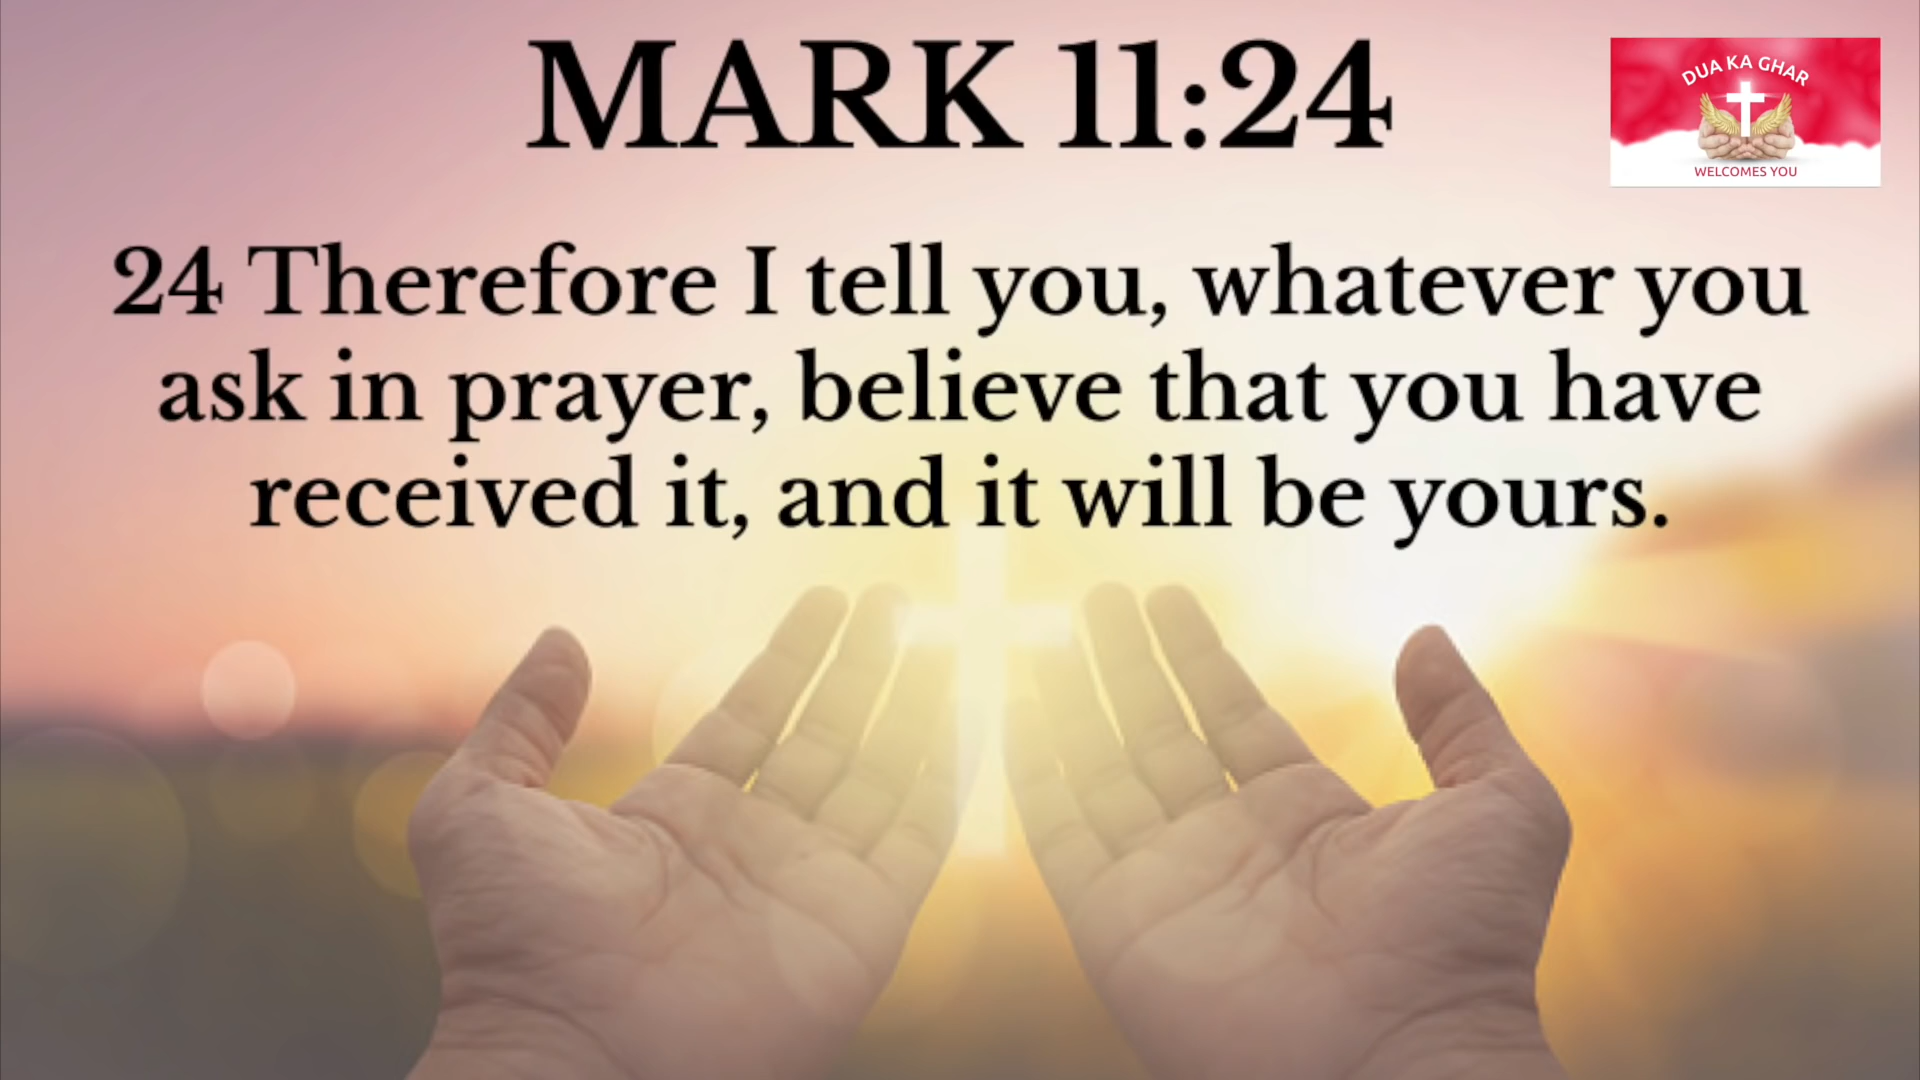 MARK 11:24
DUA KA GHAR
WELCOMES YOU
24 Therefore I tell you, whatever you
ask in prayer, believe that you have
received it, and it will be yours.